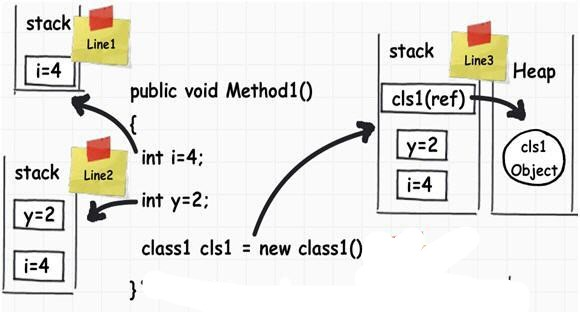 stack
Line1
i=4
public void Method1()
{
int i=4;
int y=2;
class1 cls1 = new class1()
}
stack
Line2
y=2
i=4
stack
Line3
Heap
cls1(ref)
y=2
i=4
cls1
Object